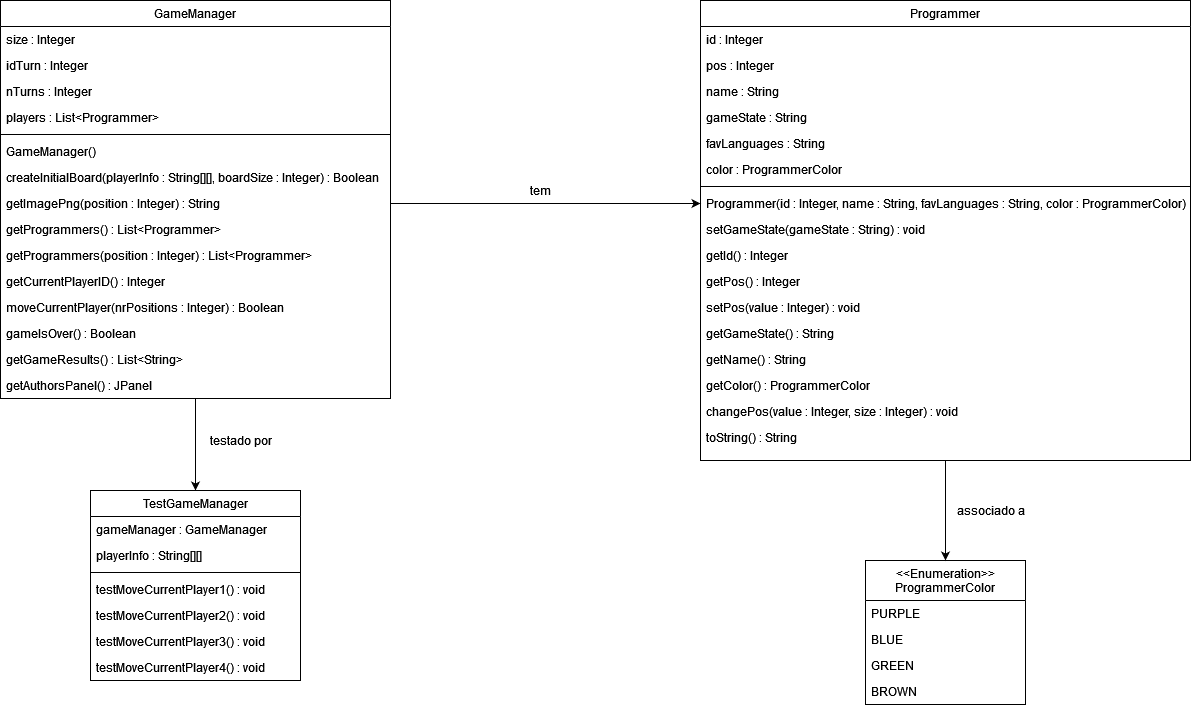 GameManager
size : Integer
idTurn : Integer
nTurns : Integer
players : List<Programmer>
GameManager()
createInitialBoard(playerInfo : String[][], boardSize : Integer) : Boolean
getImagePng(position : Integer) : String
getProgrammers() : List<Programmer>
getProgrammers(position : Integer) : List<Programmer>
getCurrentPlayerID() : Integer
moveCurrentPlayer(nrPositions : Integer) : Boolean
gameIsOver() : Boolean
getGameResults() : List<String>
getAuthorsPanel() : JPanel
tem
Programmer
id : Integer
pos : Integer
name : String
gameState : String
favLanguages : String
color : ProgrammerColor
Programmer(id : Integer, name : String, favLanguages : String, color : ProgrammerColor)
setGameState(gameState : String) : void
getId() : Integer
getPos() : Integer
setPos(value : Integer) : void
getGameState() : String
getName() : String
getColor() : ProgrammerColor
changePos(value : Integer, size : Integer) : void
toString() : String
testado por
TestGameManager
gameManager : GameManager
playerInfo : String[][]
testMoveCurrentPlayer1() : void
testMoveCurrentPlayer2() : void
testMoveCurrentPlayer3() : void
testMoveCurrentPlayer4() : void
associado a
<<Enumeration>>
ProgrammerColor
PURPLE
BLUE
GREEN
BROWN